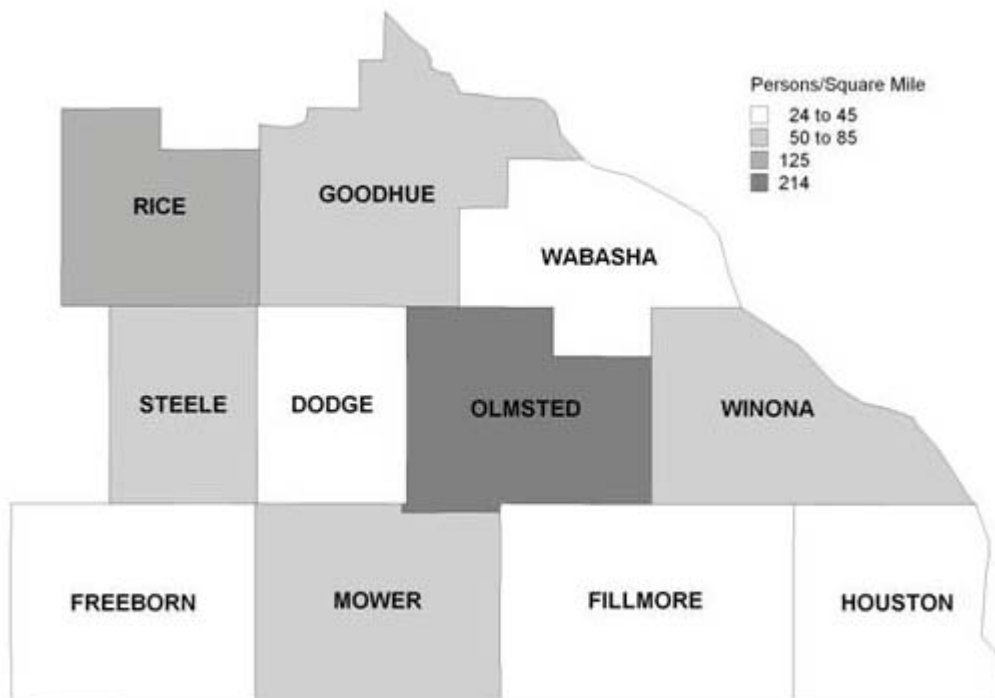 Persons/Square Mile
24 to 45
50 to 85
125
214
GOODHUE
RICE
WABASHA
STEELE
DODGE
OLMSTED
WINONA
FREEBORN
MOWER
FILLMORE
HOUSTON